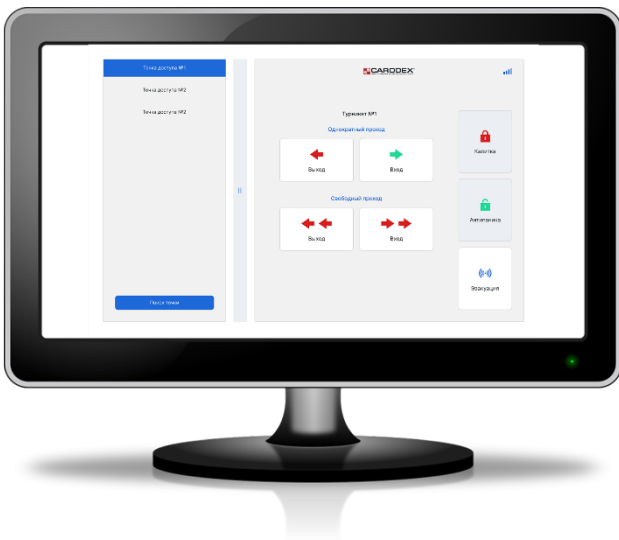 Точка доступа №1
Точка доступа №2
Точка доступа №2
Поиск точки
CARDDEX
Турникет №1
Однократный проход
Выход
Вход
Свободный проход
Выход
Вход
Калитка
Антипаника
Эвакуация